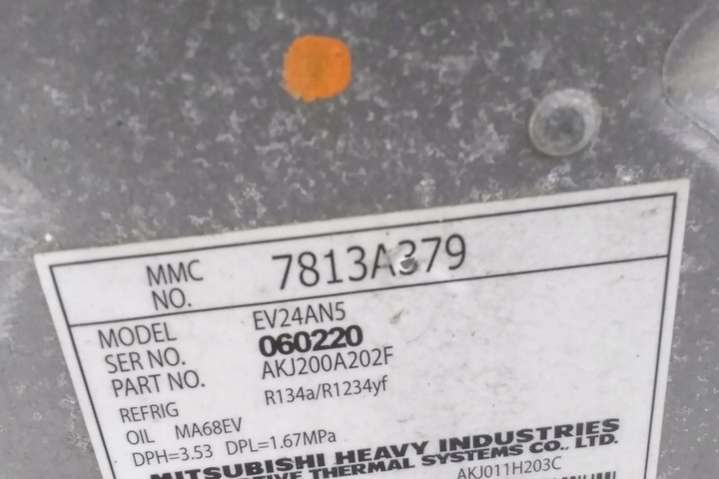 MMC NO. 7813A379
MODEL EV24AN5
SER NO. 060220
PART NO. AKJ200A202F
REFRIG R134a/R1234yf
OIL MA68EV
DPH=3.53 DPL=1.67MPa
MITSUBISHI HEAVY INDUSTRIES
THERMAL SYSTEMS CO., LTD.
AKJ011H203C